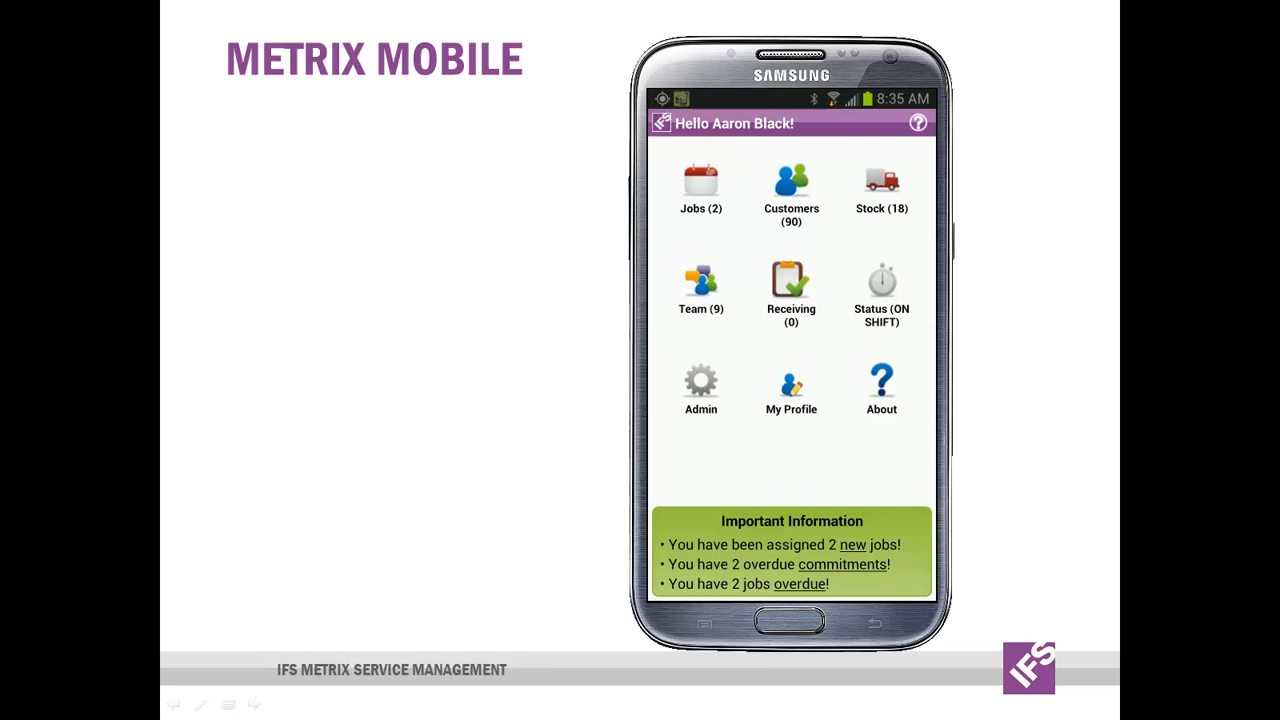 METRIX MOBILE
SAMSUNG
8:35 AM
IFS Hello Aaron Black! ?
Jobs (2)
Customers
(90)
Stock (18)
Team (9)
Receiving
(0)
Status (ON
SHIFT)
Admin
My Profile
About
Important Information
• You have been assigned 2 new jobs!
• You have 2 overdue commitments!
• You have 2 jobs overdue!
IFS METRIX SERVICE MANAGEMENT
IFS